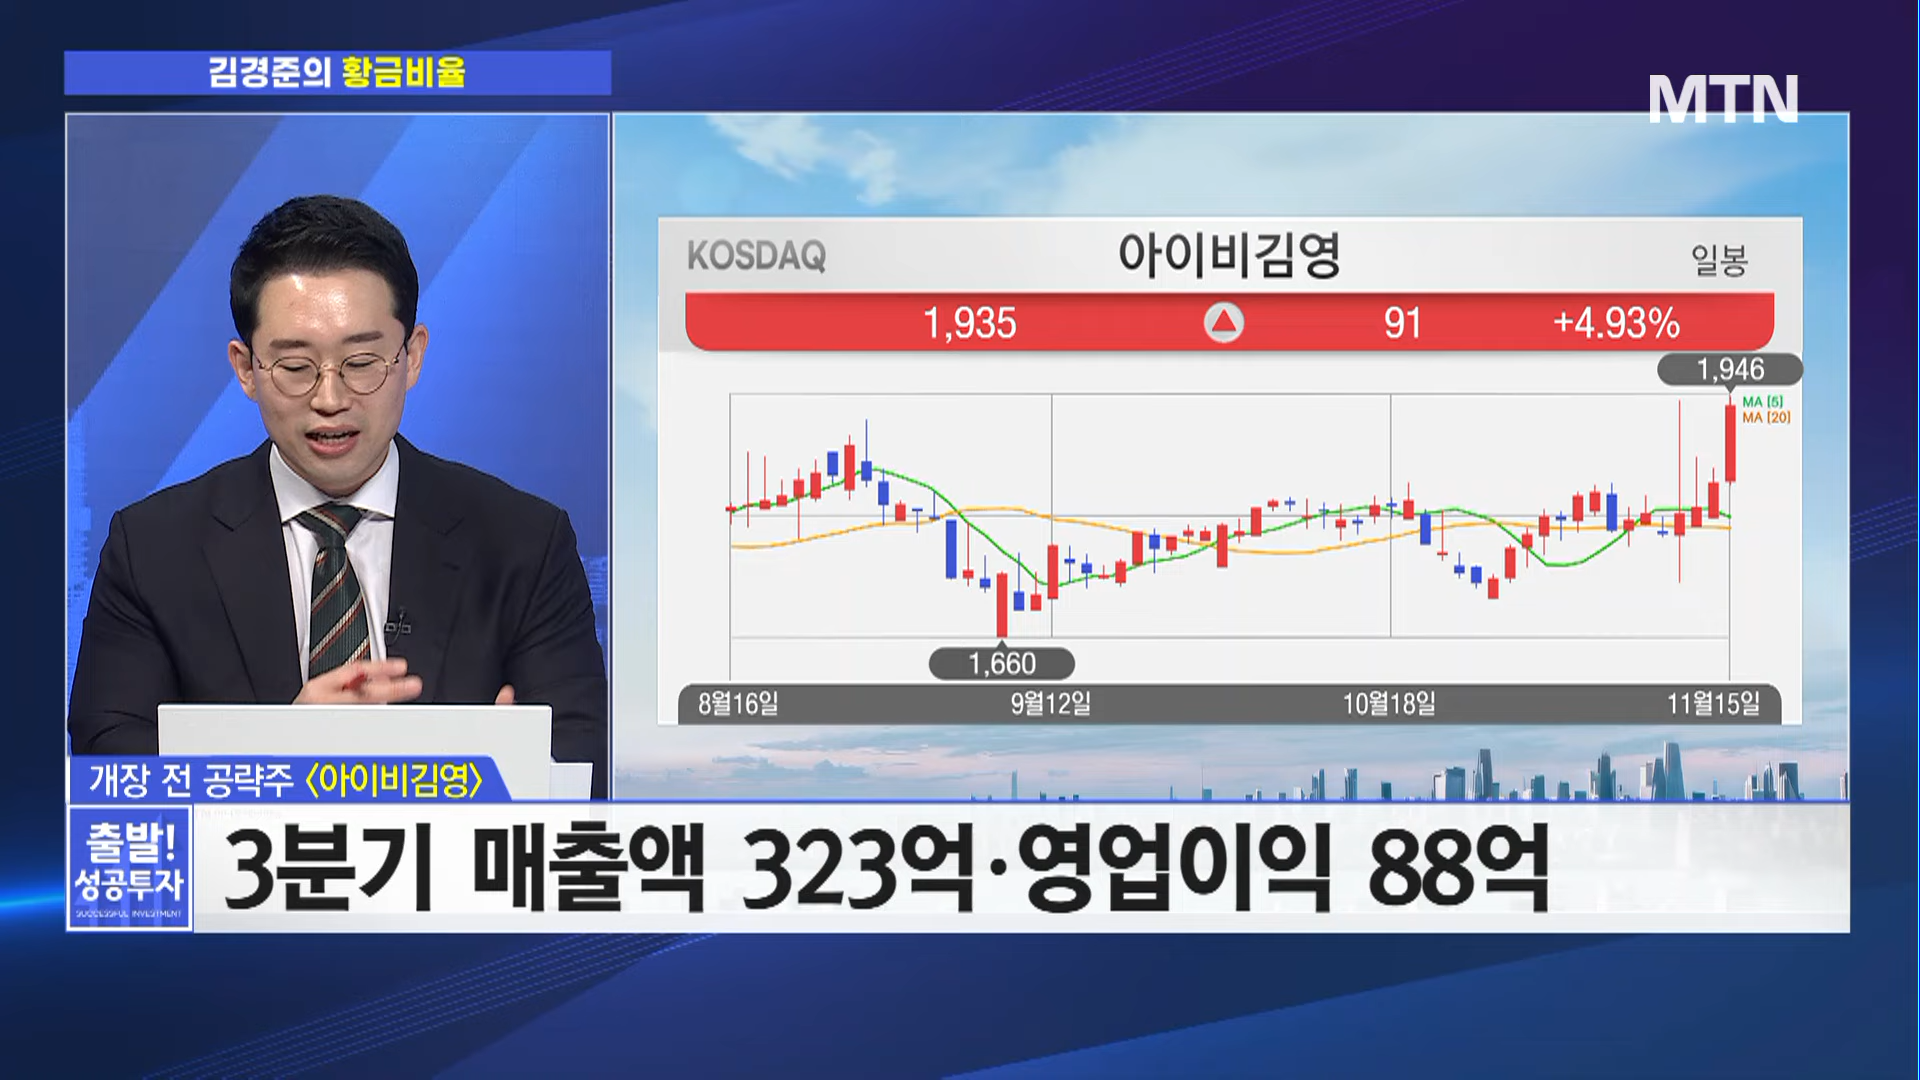 김경준의 황금비율
MTN
KOSDAQ
아이비김영
일봉
1,935
91
+4.93%
1,946
MA [5]
MA [20]
1,660
8월16일
9월12일
10월18일
11월15일
개장 전 공략주 〈아이비김영〉
출발!
성공투자
SUCCESSFUL INVESTMENT
3분기 매출액 323억·영업이익 88억